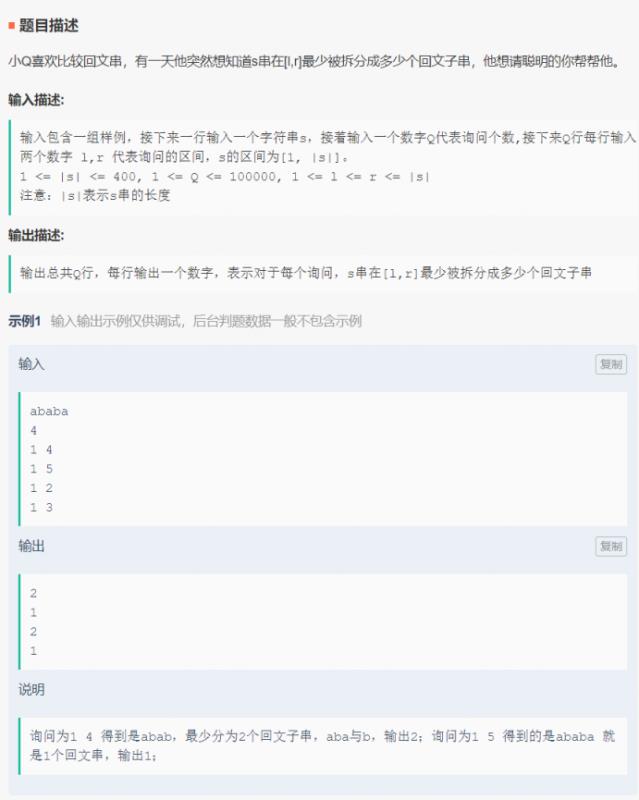 题目描述
小Q喜欢比较回文串，有一天他突然想知道s串在[l,r]最少被拆分成多少个回文子串，他想请聪明的你帮帮他。
输入描述:
输入包含一组样例，接下来一行输入一个字符串s，接着输入一个数字Q代表询问个数,接下来Q行每行输入
两个数字 l,r 代表询问的区间，s的区间为[1, |s|]。
1 <= |s| <= 400, 1 <= Q <= 100000, 1 <= l <= r <= |s|
注意: |s|表示s串的长度
输出描述:
输出总共Q行，每行输出一个数字，表示对于每个询问，s串在[l,r]最少被拆分成多少个回文子串
示例1 输入输出示例仅供调试，后台判题数据一般不包含示例
输入 复制
ababa
4
1 4
1 5
1 2
1 3
输出 复制
2
1
2
1
说明
询问为1 4 得到是abab，最少分为2个回文子串，aba与b，输出2；询问为1 5 得到的是ababa 就
是1个回文串，输出1；